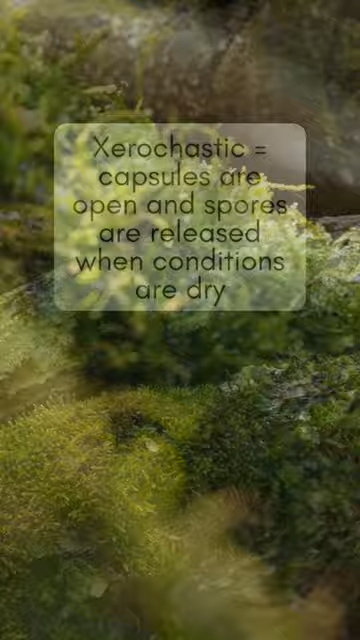 Xerochastic =
capsules are
open and spores
are released
when conditions
are dry